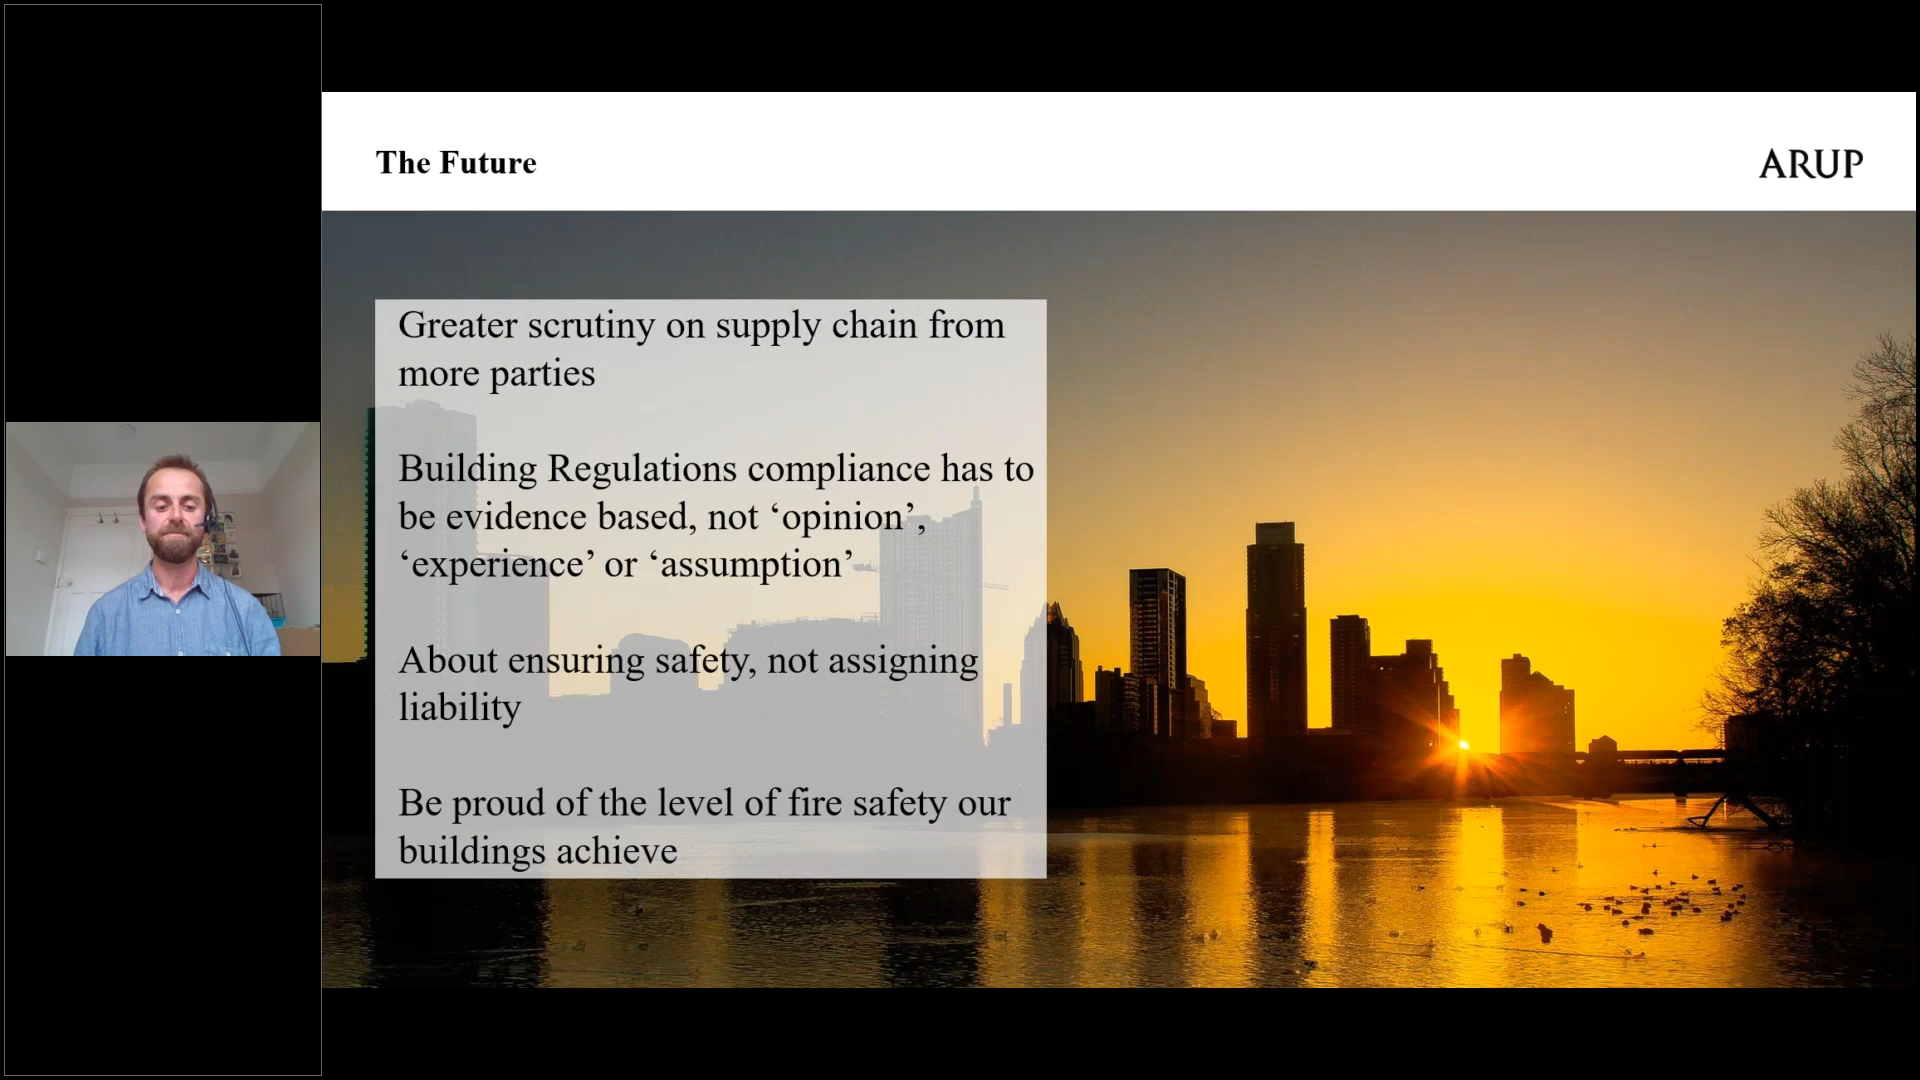 The Future
ARUP
Greater scrutiny on supply chain from
more parties
Building Regulations compliance has to
be evidence based, not ‘opinion’,
‘experience’ or ‘assumption’
About ensuring safety, not assigning
liability
Be proud of the level of fire safety our
buildings achieve